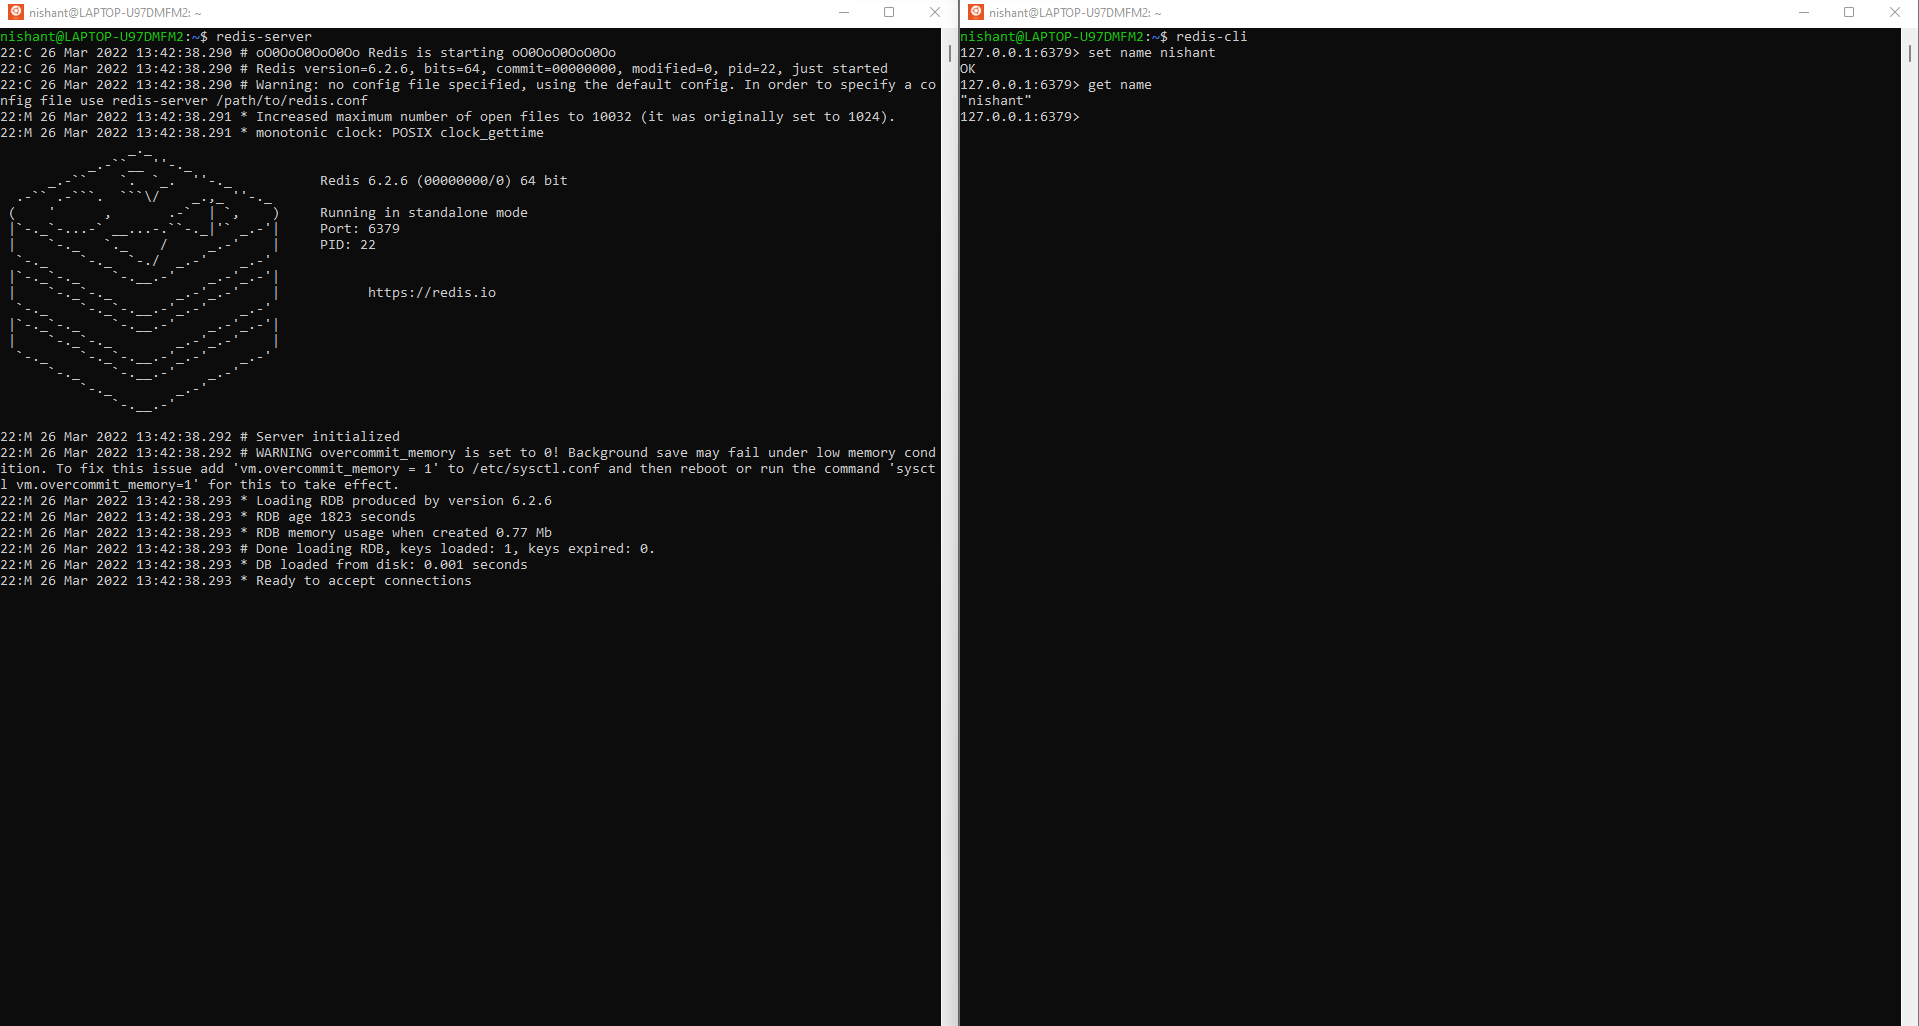 nishant@LAPTOP-U97DMFM2: ~
nishant@LAPTOP-U97DMFM2:~$ redis-server
22:C 26 Mar 2022 13:42:38.290 # oO0OoO0OoO0Oo Redis is starting oO0OoO0OoO0Oo
22:C 26 Mar 2022 13:42:38.290 # Redis version=6.2.6, bits=64, commit=00000000, modified=0, pid=22, just started
22:C 26 Mar 2022 13:42:38.290 # Warning: no config file specified, using the default config. In order to specify a co
nfig file use redis-server /path/to/redis.conf
22:M 26 Mar 2022 13:42:38.291 * Increased maximum number of open files to 10032 (it was originally set to 1024).
22:M 26 Mar 2022 13:42:38.291 * monotonic clock: POSIX clock_gettime
Redis 6.2.6 (00000000/0) 64 bit
Running in standalone mode
Port: 6379
PID: 22
https://redis.io
22:M 26 Mar 2022 13:42:38.292 # Server initialized
22:M 26 Mar 2022 13:42:38.292 # WARNING overcommit_memory is set to 0! Background save may fail under low memory cond
ition. To fix this issue add 'vm.overcommit_memory = 1' to /etc/sysctl.conf and then reboot or run the command 'sysct
l vm.overcommit_memory=1' for this to take effect.
22:M 26 Mar 2022 13:42:38.293 * Loading RDB produced by version 6.2.6
22:M 26 Mar 2022 13:42:38.293 * RDB age 1823 seconds
22:M 26 Mar 2022 13:42:38.293 * RDB memory usage when created 0.77 Mb
22:M 26 Mar 2022 13:42:38.293 # Done loading RDB, keys loaded: 1, keys expired: 0.
22:M 26 Mar 2022 13:42:38.293 * DB loaded from disk: 0.001 seconds
22:M 26 Mar 2022 13:42:38.293 * Ready to accept connections
nishant@LAPTOP-U97DMFM2: ~
nishant@LAPTOP-U97DMFM2:~$ redis-cli
127.0.0.1:6379> set name nishant
OK
127.0.0.1:6379> get name
"nishant"
127.0.0.1:6379>